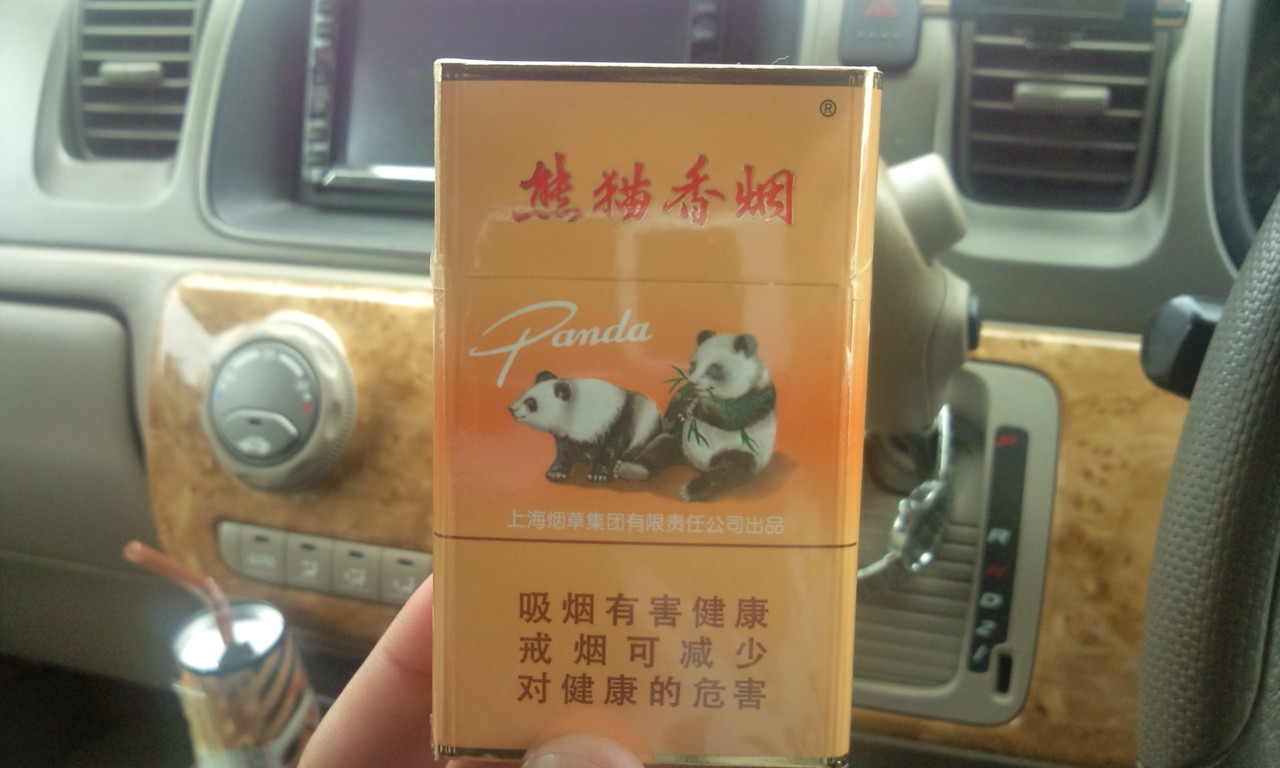 ®
熊猫香烟
Panda
上海烟草集团有限责任公司出品
吸烟有害健康
戒烟可减少
对健康的危害
P
R
N
D
2